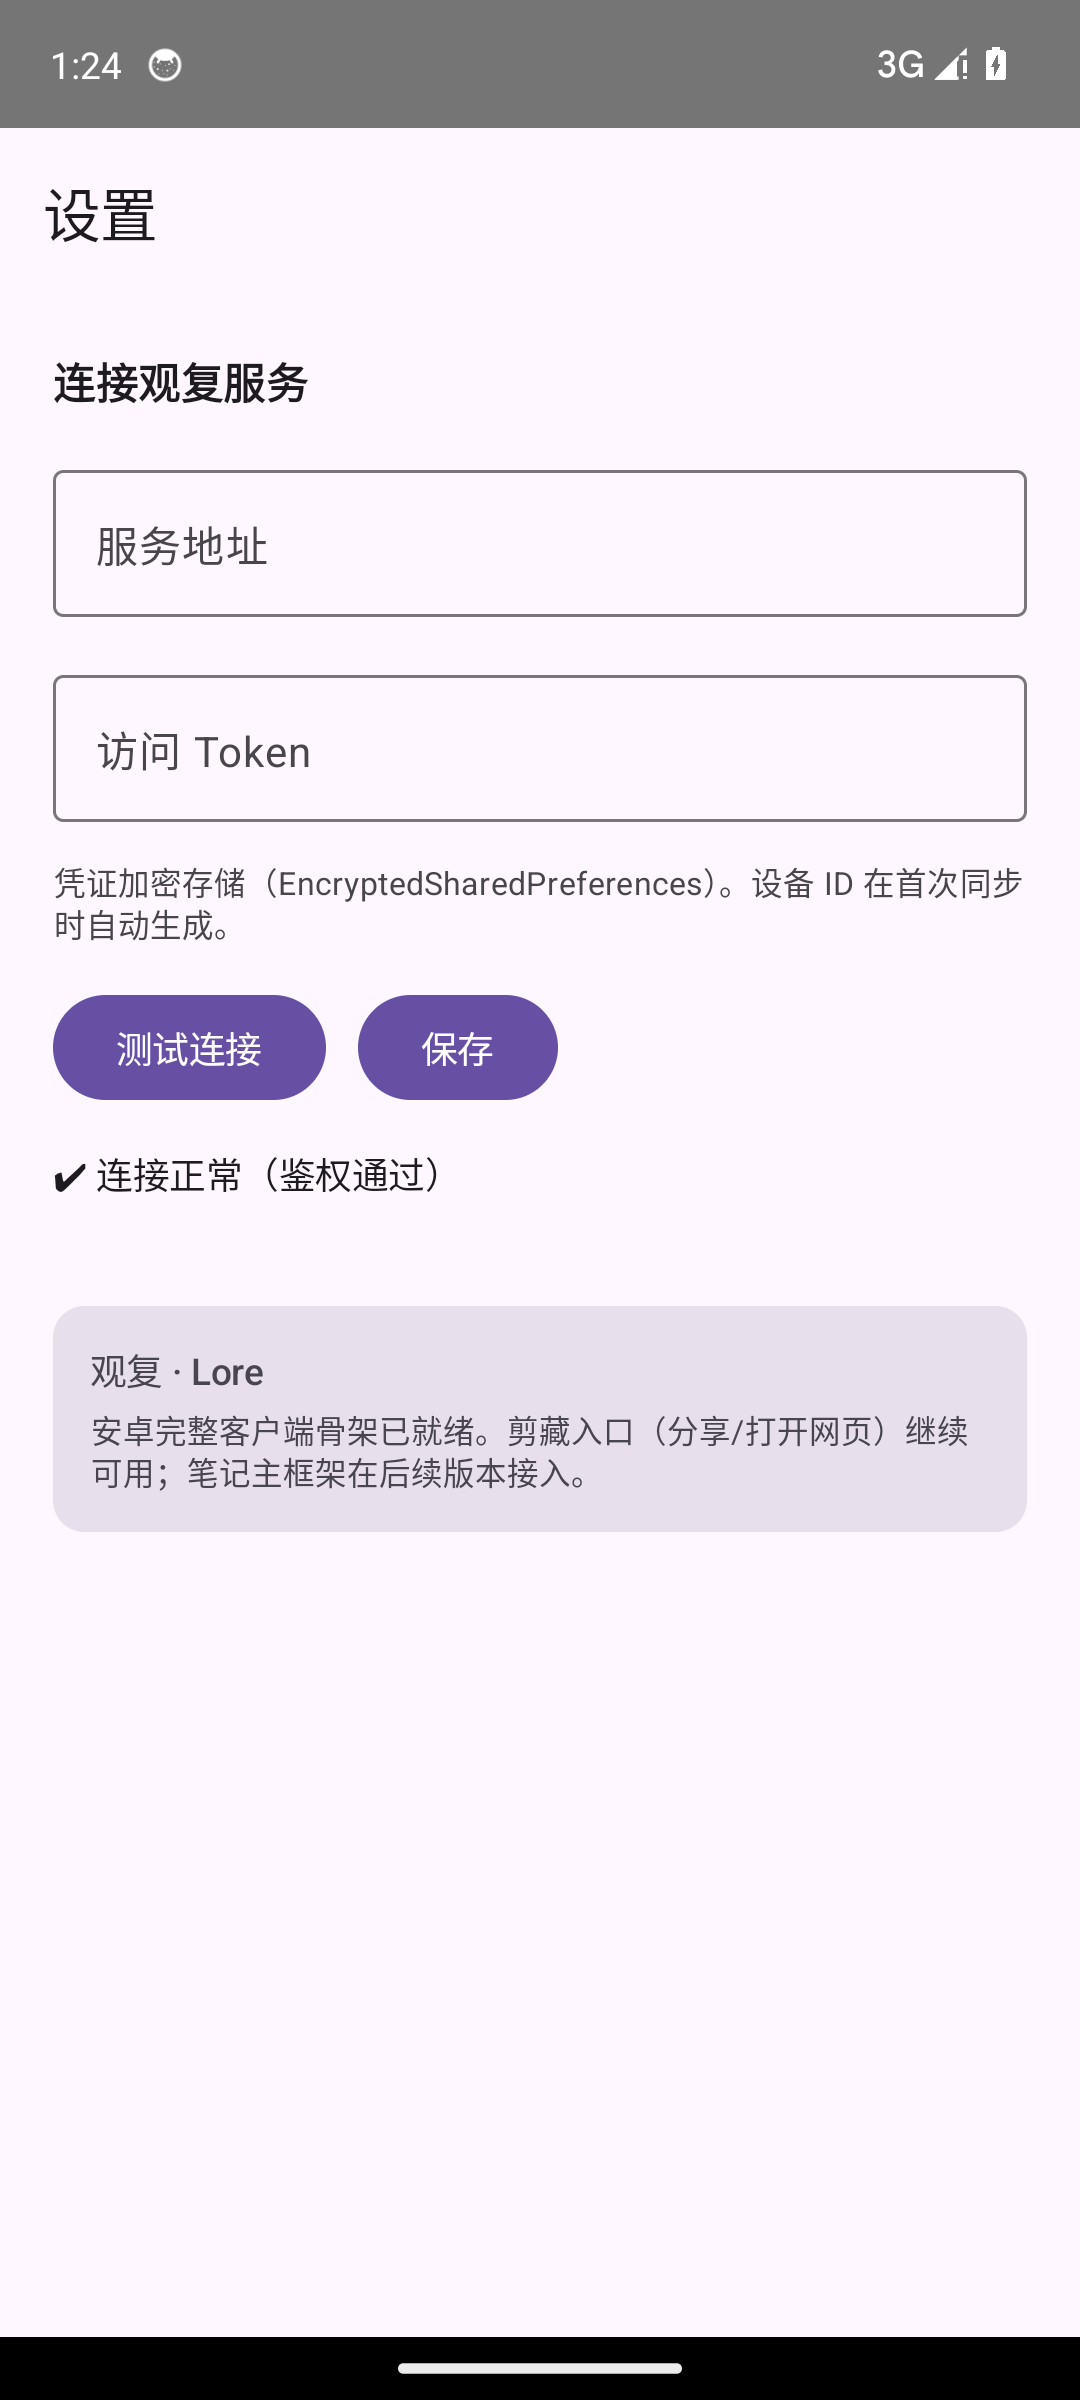 1:24
3G
设置
连接观复服务
服务地址
访问 Token
凭证加密存储（EncryptedSharedPreferences）。设备 ID 在首次同步
时自动生成。
测试连接
保存
✔ 连接正常（鉴权通过）
观复 · Lore
安卓完整客户端骨架已就绪。剪藏入口（分享/打开网页）继续
可用；笔记主框架在后续版本接入。